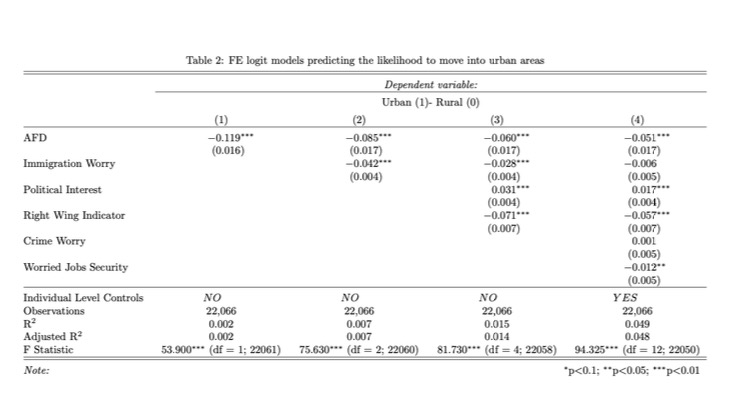 Table 2: FE logit models predicting the likelihood to move into urban areas
Dependent variable:
Urban (1)- Rural (0)
(1) (2) (3) (4)
AFD −0.119*** −0.085*** −0.060*** −0.051***
(0.016) (0.017) (0.017) (0.017)
Immigration Worry −0.042*** −0.028*** −0.006
(0.004) (0.004) (0.005)
Political Interest 0.031*** 0.017***
(0.004) (0.004)
Right Wing Indicator −0.071*** −0.057***
(0.007) (0.007)
Crime Worry 0.001
(0.005)
Worried Jobs Security −0.012**
(0.005)
Individual Level Controls NO NO NO YES
Observations 22,066 22,066 22,066 22,066
R² 0.002 0.007 0.015 0.049
Adjusted R² 0.002 0.007 0.014 0.048
F Statistic 53.900*** (df = 1; 22061) 75.630*** (df = 2; 22060) 81.730*** (df = 4; 22058) 94.325*** (df = 12; 22050)
Note: *p<0.1; **p<0.05; ***p<0.01